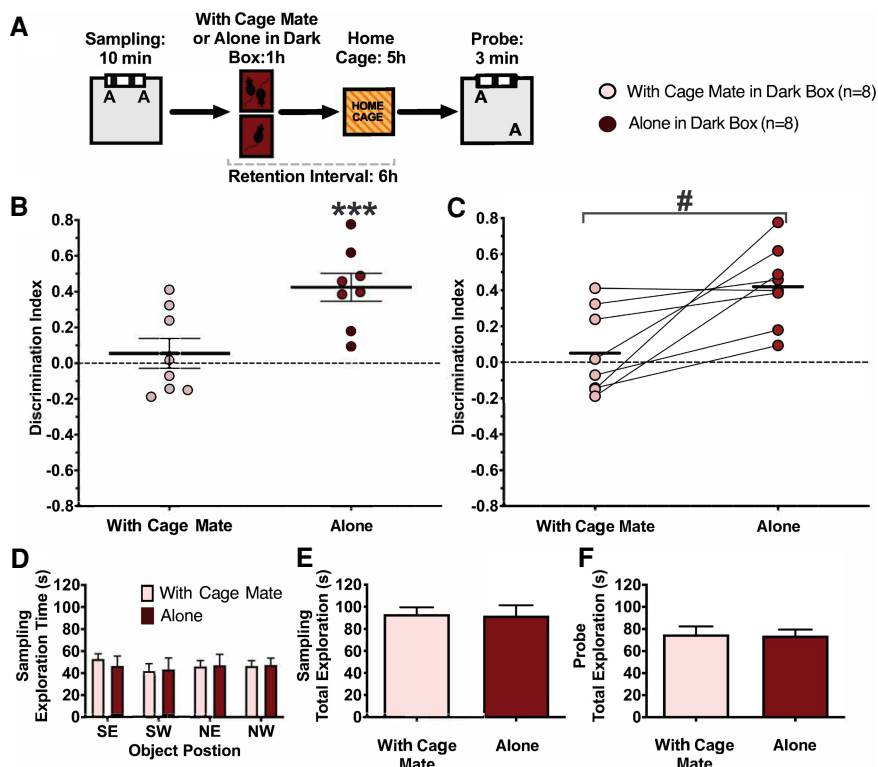 A
Sampling:
10 min
With Cage Mate
or Alone in Dark
Box:1h
Home
Cage: 5h
Probe:
3 min
A A
HOME
CAGE
A
A
Retention Interval: 6h
With Cage Mate in Dark Box (n=8)
Alone in Dark Box (n=8)
B
Discrimination Index
0.8
0.6
0.4
0.2
0.0
-0.2
-0.4
-0.6
-0.8
***
With Cage Mate
Alone
C
Discrimination Index
0.8
0.6
0.4
0.2
0.0
-0.2
-0.4
-0.6
-0.8
#
With Cage Mate
Alone
D
Sampling
Exploration Time (s)
120
100
80
60
40
20
0
With Cage Mate
Alone
SE SW NE NW
Object Postion
E
Sampling
Total Exploration (s)
120
100
80
60
40
20
0
With Cage
Mate
Alone
F
Probe
Total Exploration (s)
120
100
80
60
40
20
0
With Cage
Mate
Alone